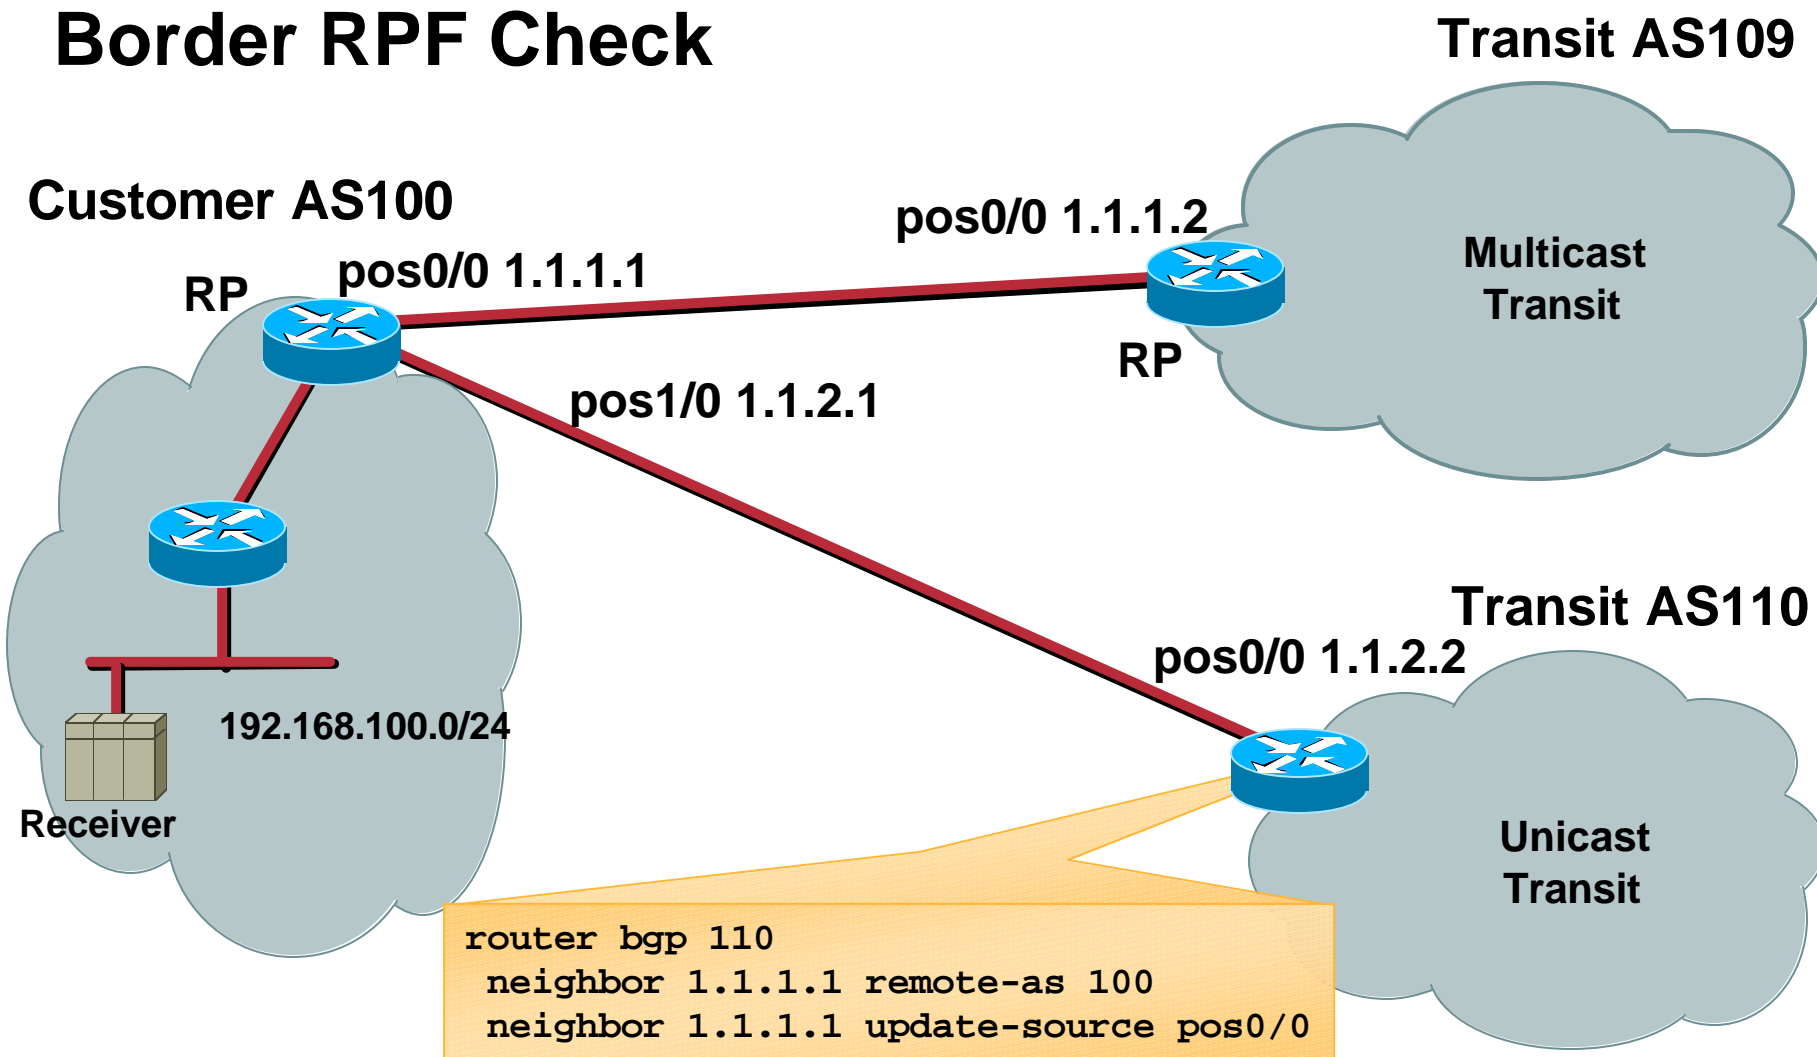 Border RPF Check
Transit AS109
Customer AS100
pos0/0 1.1.1.2
RP
pos0/0 1.1.1.1
Multicast
Transit
RP
pos1/0 1.1.2.1
Transit AS110
pos0/0 1.1.2.2
192.168.100.0/24
Receiver
Unicast
Transit
router bgp 110
neighbor 1.1.1.1 remote-as 100
neighbor 1.1.1.1 update-source pos0/0